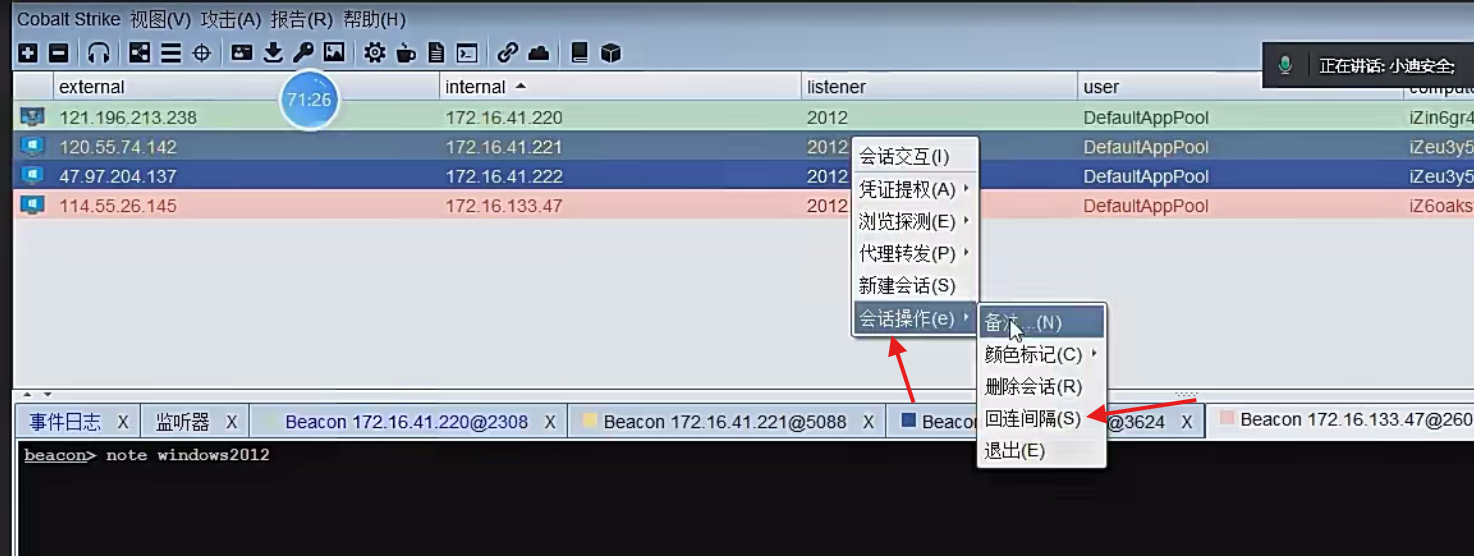 Cobalt Strike 视图(V) 攻击(A) 报告(R) 帮助(H)
正在讲话: 小迪安全;
external internal listener user
71:26
121.196.213.238 172.16.41.220 2012 DefaultAppPool iZin6gr4
120.55.74.142 172.16.41.221 2012 DefaultAppPool iZeu3y5
47.97.204.137 172.16.41.222 2012 DefaultAppPool iZeu3y5
114.55.26.145 172.16.133.47 2012 DefaultAppPool iZ6oaks
会话交互(I)
凭证提权(A)
浏览探测(E)
代理转发(P)
新建会话(S)
会话操作(e)
备注...(N)
颜色标记(C)
删除会话(R)
回连间隔(S)
退出(E)
事件日志 X 监听器 X Beacon 172.16.41.220@2308 X Beacon 172.16.41.221@5088 X Beacon @3624 X Beacon 172.16.133.47@260
beacon> note windows2012